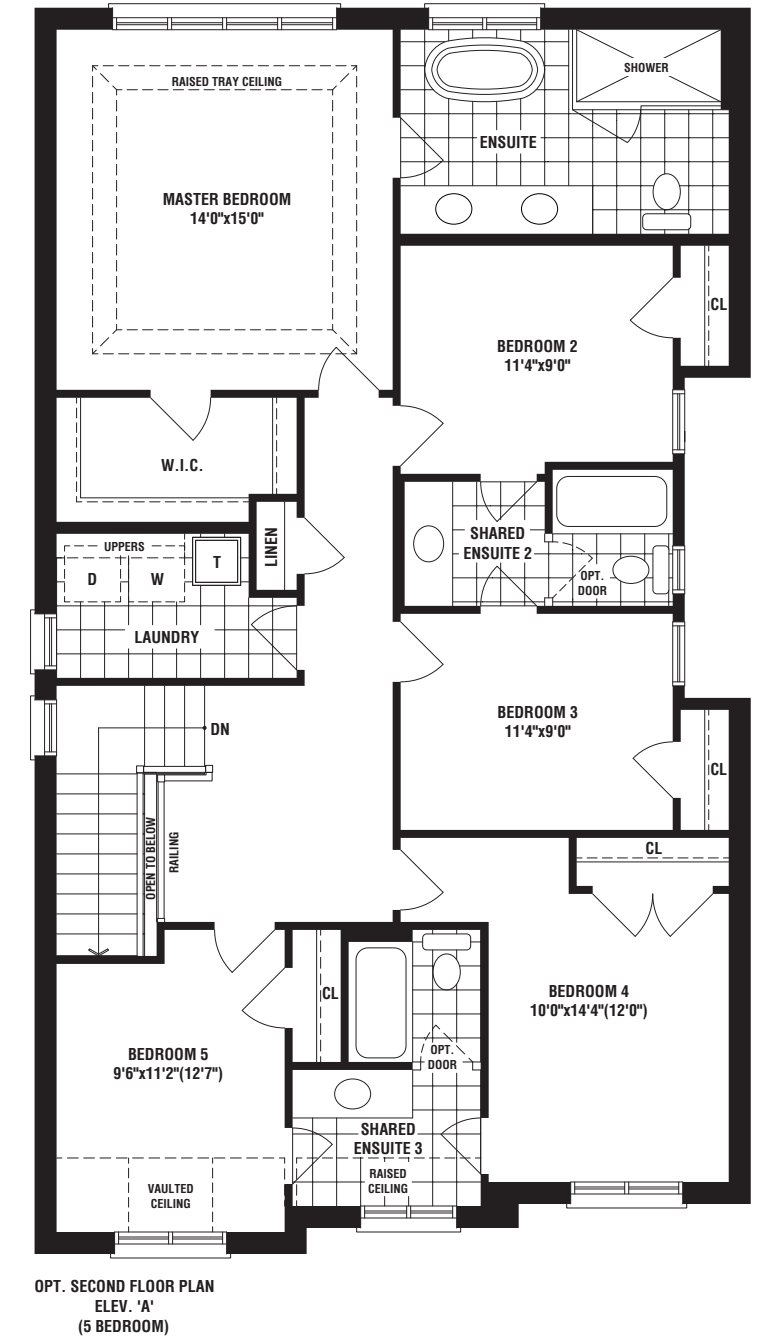 RAISED TRAY CEILING
SHOWER
ENSUITE
MASTER BEDROOM
14'0"x15'0"
CL
BEDROOM 2
11'4"x9'0"
W.I.C.
LINEN
SHARED
ENSUITE 2
OPT.
DOOR
UPPERS
D
W
T
LAUNDRY
BEDROOM 3
11'4"x9'0"
CL
DN
OPEN TO BELOW
RAILING
CL
BEDROOM 4
10'0"x14'4"(12'0")
CL
BEDROOM 5
9'6"x11'2"(12'7")
OPT.
DOOR
SHARED
ENSUITE 3
RAISED
CEILING
VAULTED
CEILING
OPT. SECOND FLOOR PLAN
ELEV. 'A'
(5 BEDROOM)